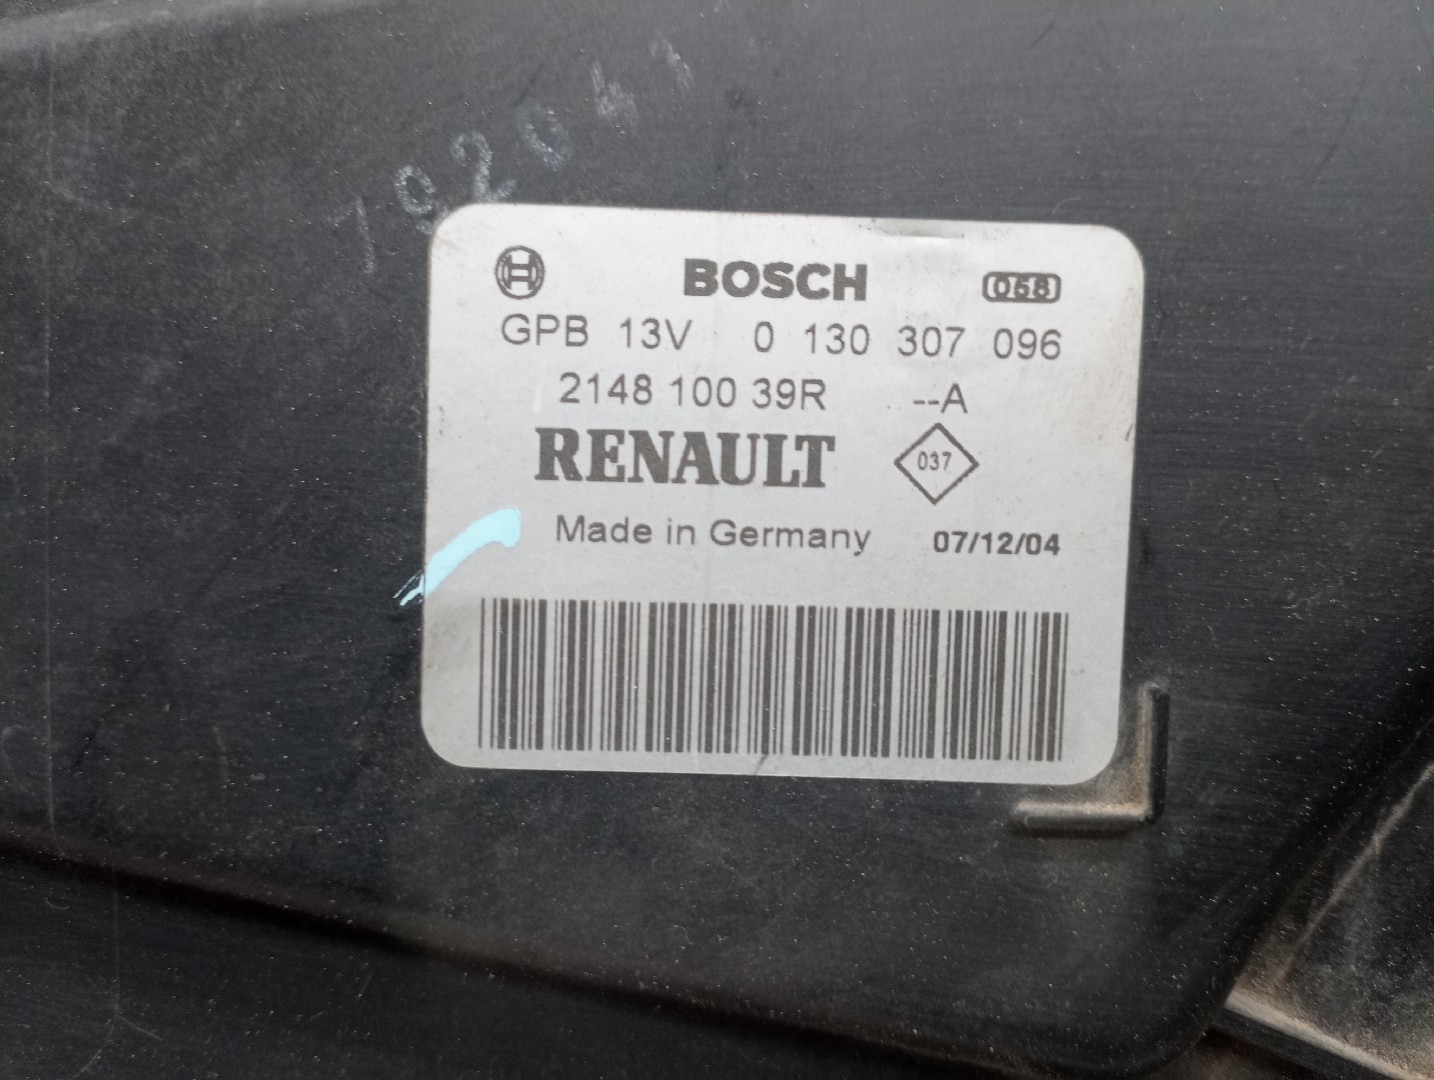 79204
BOSCH 058
GPB 13V 0 130 307 096
2148 100 39R --A
RENAULT 037
Made in Germany 07/12/04